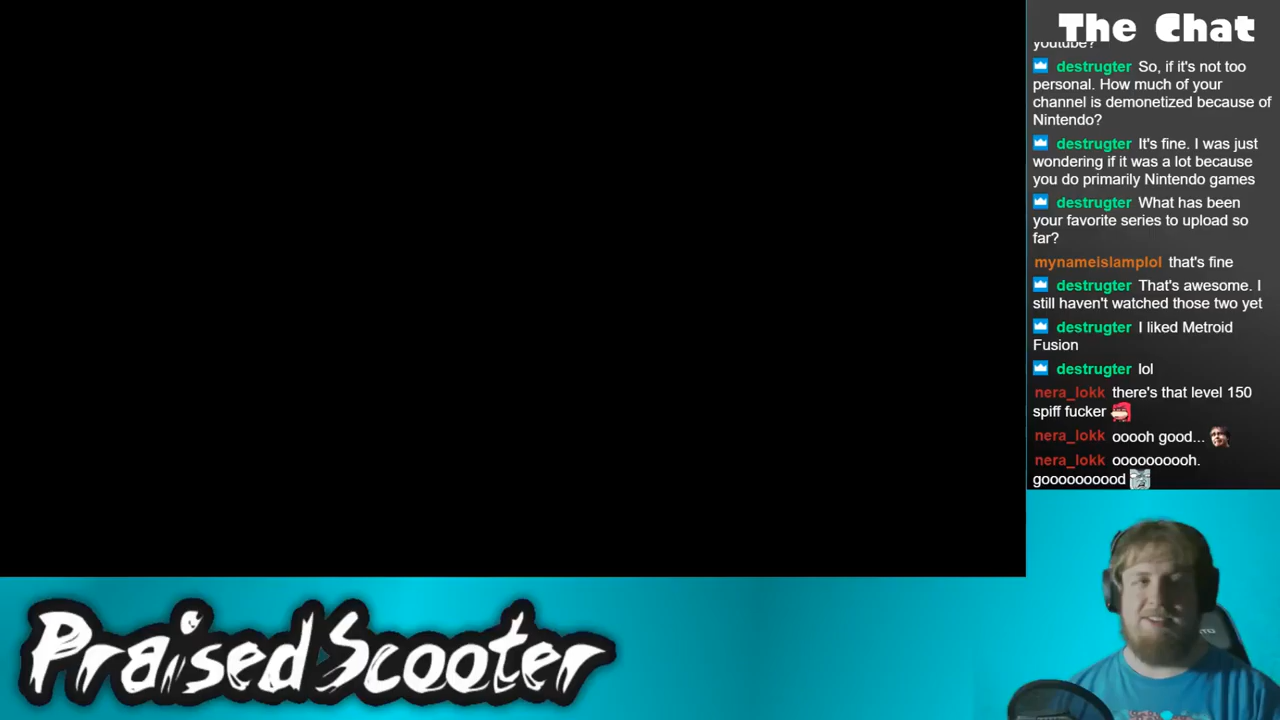 The Chat
youtube?
destrugter So, if it's not too
personal. How much of your
channel is demonetized because of
Nintendo?
destrugter It's fine. I was just
wondering if it was a lot because
you do primarily Nintendo games
destrugter What has been
your favorite series to upload so
far?
mynameislamplol that's fine
destrugter That's awesome. I
still haven't watched those two yet
destrugter I liked Metroid
Fusion
destrugter lol
nera_lokk there's that level 150
spiff fucker
nera_lokk ooooh good...
nera_lokk oooooooooh.
goooooooood
PraisedScooter